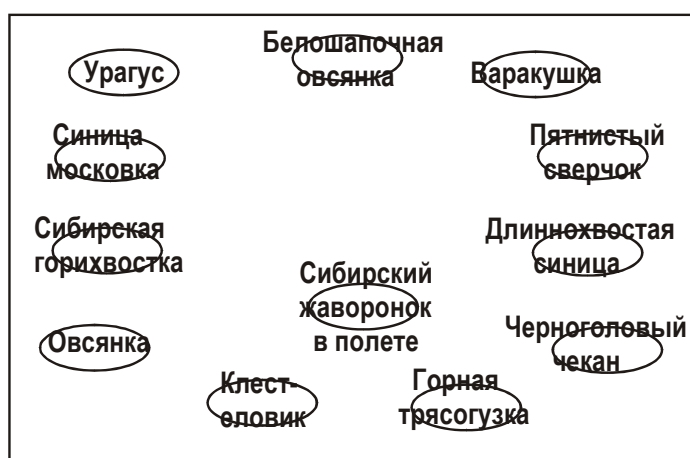 Урагус
Белошапочная
овсянка
Варакушка
Синица
московка
Пятнистый
сверчок
Сибирская
горихвостка
Длиннохвостая
синица
Сибирский
жаворонок
в полете
Овсянка
Черноголовый
чекан
Клест-
еловик
Горная
трясогузка